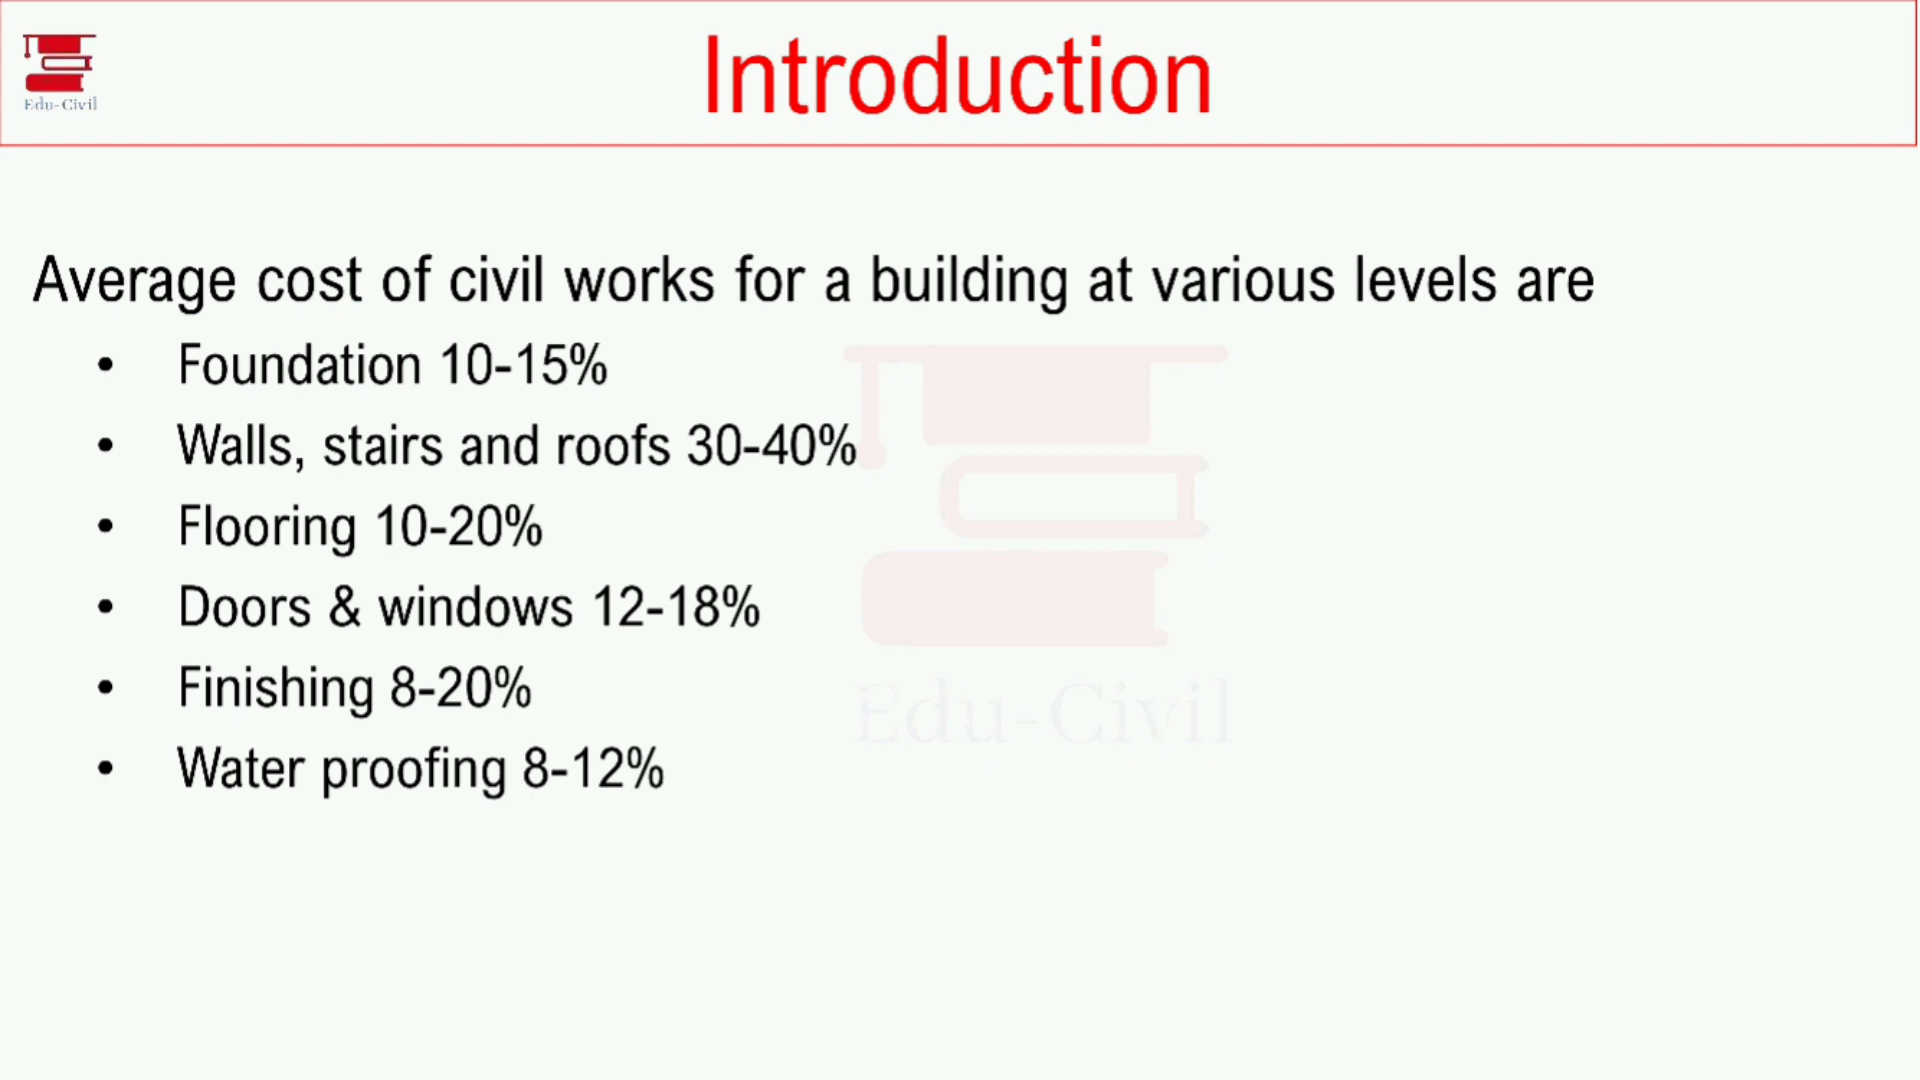 Edu-Civil
Introduction
Average cost of civil works for a building at various levels are
• Foundation 10-15%
• Walls, stairs and roofs 30-40%
• Flooring 10-20%
• Doors & windows 12-18%
• Finishing 8-20%
• Water proofing 8-12%
Edu-Civil